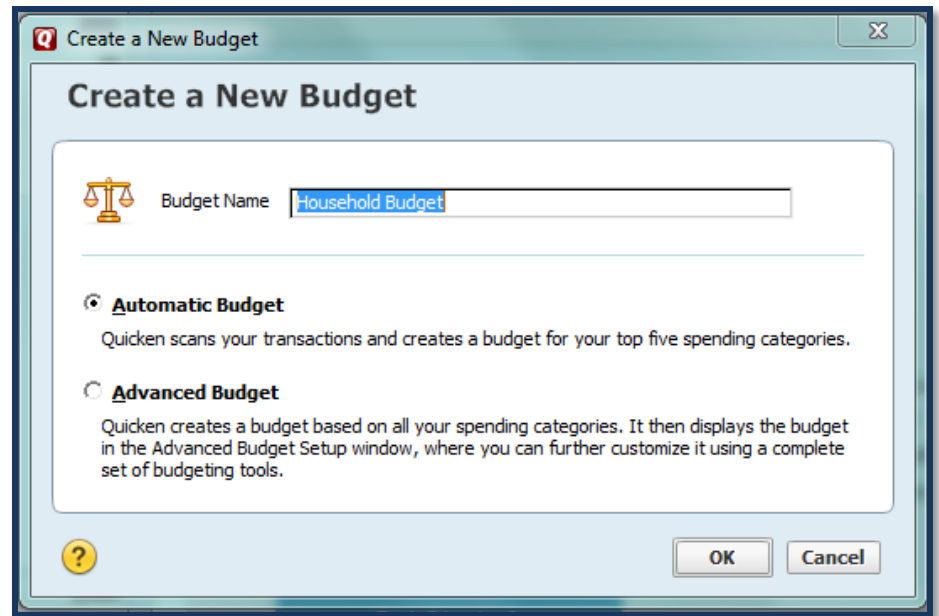 Create a New Budget
Create a New Budget
Budget Name Household Budget
Automatic Budget
Quicken scans your transactions and creates a budget for your top five spending categories.
Advanced Budget
Quicken creates a budget based on all your spending categories. It then displays the budget
in the Advanced Budget Setup window, where you can further customize it using a complete
set of budgeting tools.
?
OK Cancel